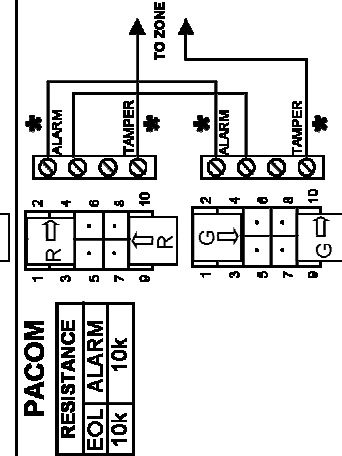 TO ZONE
* ALARM
TAMPER *
* ALARM
TAMPER *
2 4 6 8 10
1 3 5 7 9
R
R
2 4 6 8 10
1 3 5 7 9
G
G
PACOM
RESISTANCE
EOL ALARM
10k 10k